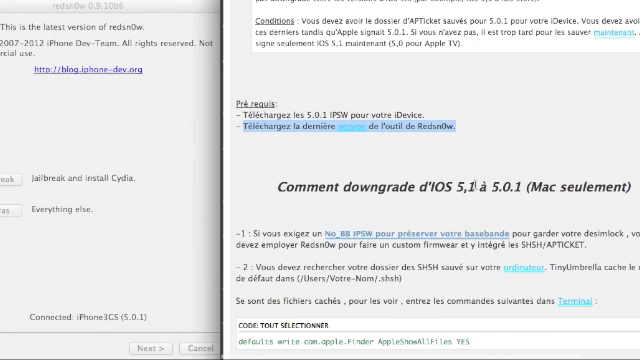 redsn0w 0.9.10b6
This is the latest version of redsn0w.
2007-2012 iPhone Dev-Team. All rights reserved. Not
rcial use.
http://blog.iphone-dev.org
eak
Jailbreak and install Cydia.
ras
Everything else.
Connected: iPhone3GS (5.0.1)
Next >
Cancel
Conditions : Vous devez avoir le dossier d'APTicket sauvés pour 5.0.1 pour votre iDevice. Vous devez avo
ces derniers tandis qu'Apple signait 5.0.1. Si vous n'avez pas, il est trop tard pour les sauver maintenant. A
signe seulement IOS 5,1 maintenant (5,0 pour Apple TV).
Pré requis:
- Téléchargez les 5.0.1 IPSW pour votre iDevice.
- Téléchargez la dernière version de l'outil de Redsn0w.
Comment downgrade d'IOS 5,1 à 5.0.1 (Mac seulement)
-1 : Si vous exigez un No_BB IPSW pour préserver votre basebande pour garder votre desimlock , vou
devez employer Redsn0w pour faire un custom firmwear et y intégré les SHSH/APTICKET.
- 2 : Vous devez rechercher votre dossier des SHSH sauvé sur votre ordinateur. TinyUmbrella cache le
de défaut dans (/Users/Votre-Nom/.shsh)
Se sont des fichiers cachés , pour les voir , entrez les commandes suivantes dans Terminal :
CODE: TOUT SÉLECTIONNER
defaults write com.apple.Finder AppleShowAllFiles YES